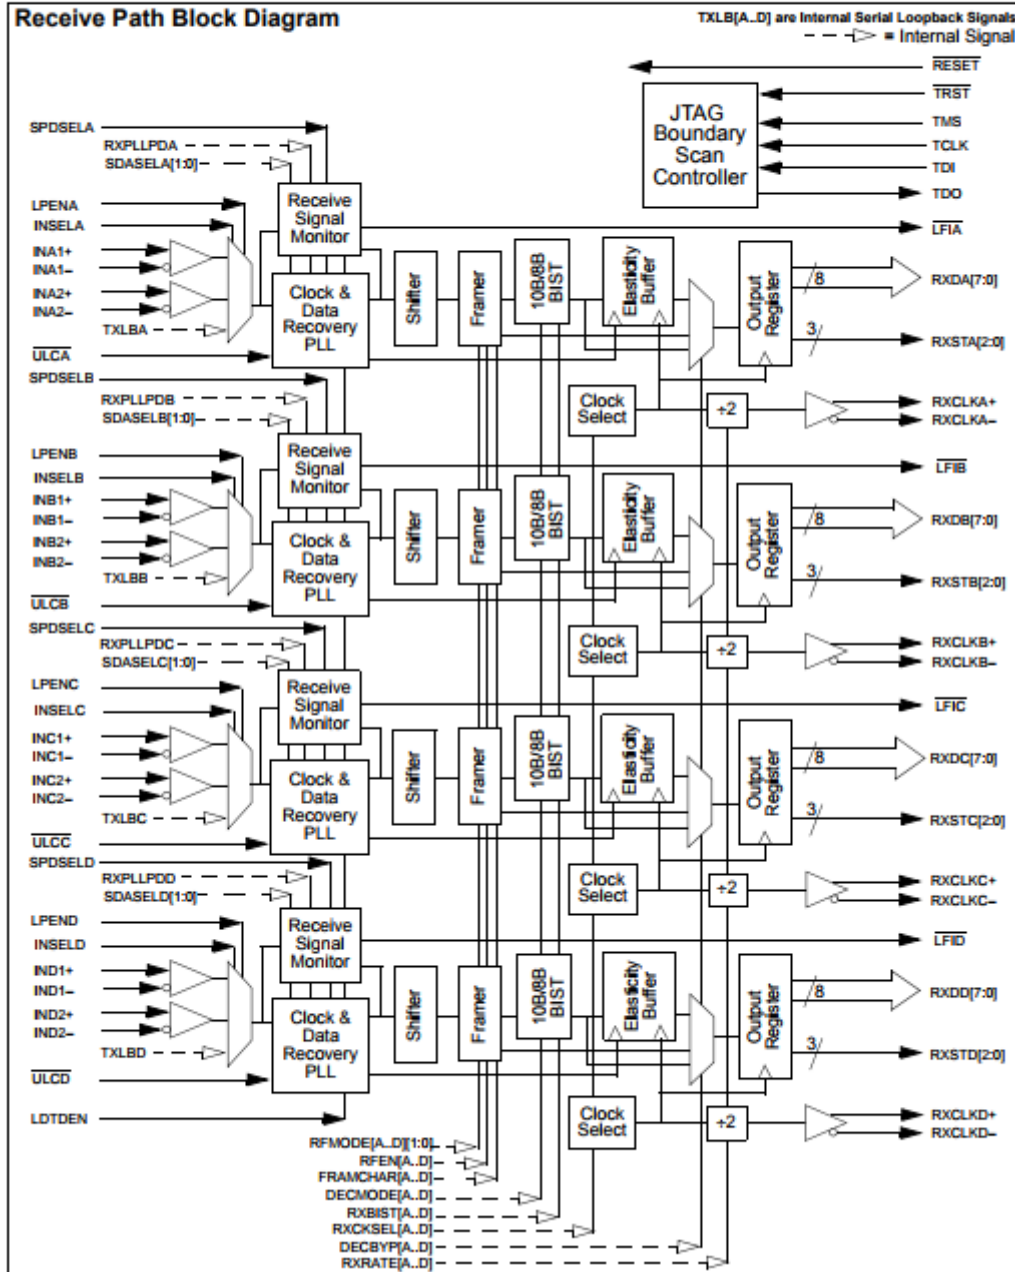 Receive Path Block Diagram
TXLB[A..D] are Internal Serial Loopback Signals
= Internal Signal
RESET
TRST
TMS
TCLK
TDI
TDO
JTAG
Boundary
Scan
Controller
SPDSELA
RXPLLPDA
SDASELA[1:0]
LPENA
INSELA
INA1+
INA1–
INA2+
INA2–
TXLBA
ULCA
Receive
Signal
Monitor
Clock &
Data
Recovery
PLL
Shifter
Framer
10B/8B
BIST
Elasticity
Buffer
Output
Register
Clock
Select
÷2
8
3
LFIA
RXDA[7:0]
RXSTA[2:0]
RXCLKA+
RXCLKA–
SPDSELB
RXPLLPDB
SDASELB[1:0]
LPENB
INSELB
INB1+
INB1–
INB2+
INB2–
TXLBB
ULCB
Receive
Signal
Monitor
Clock &
Data
Recovery
PLL
Shifter
Framer
10B/8B
BIST
Elasticity
Buffer
Output
Register
Clock
Select
÷2
8
3
LFIB
RXDB[7:0]
RXSTB[2:0]
RXCLKB+
RXCLKB–
SPDSELC
RXPLLPDC
SDASELC[1:0]
LPENC
INSELC
INC1+
INC1–
INC2+
INC2–
TXLBC
ULCC
Receive
Signal
Monitor
Clock &
Data
Recovery
PLL
Shifter
Framer
10B/8B
BIST
Elasticity
Buffer
Output
Register
Clock
Select
÷2
8
3
LFIC
RXDC[7:0]
RXSTC[2:0]
RXCLKC+
RXCLKC–
SPDSELD
RXPLLPDD
SDASELD[1:0]
LPEND
INSELD
IND1+
IND1–
IND2+
IND2–
TXLBD
ULCD
LDTDEN
Receive
Signal
Monitor
Clock &
Data
Recovery
PLL
Shifter
Framer
10B/8B
BIST
Elasticity
Buffer
Output
Register
Clock
Select
÷2
8
3
LFID
RXDD[7:0]
RXSTD[2:0]
RXCLKD+
RXCLKD–
RFMODE[A..D][1:0]
RFEN[A..D]
FRAMCHAR[A..D]
DECMODE[A..D]
RXBIST[A..D]
RXCKSEL[A..D]
DECBYP[A..D]
RXRATE[A..D]